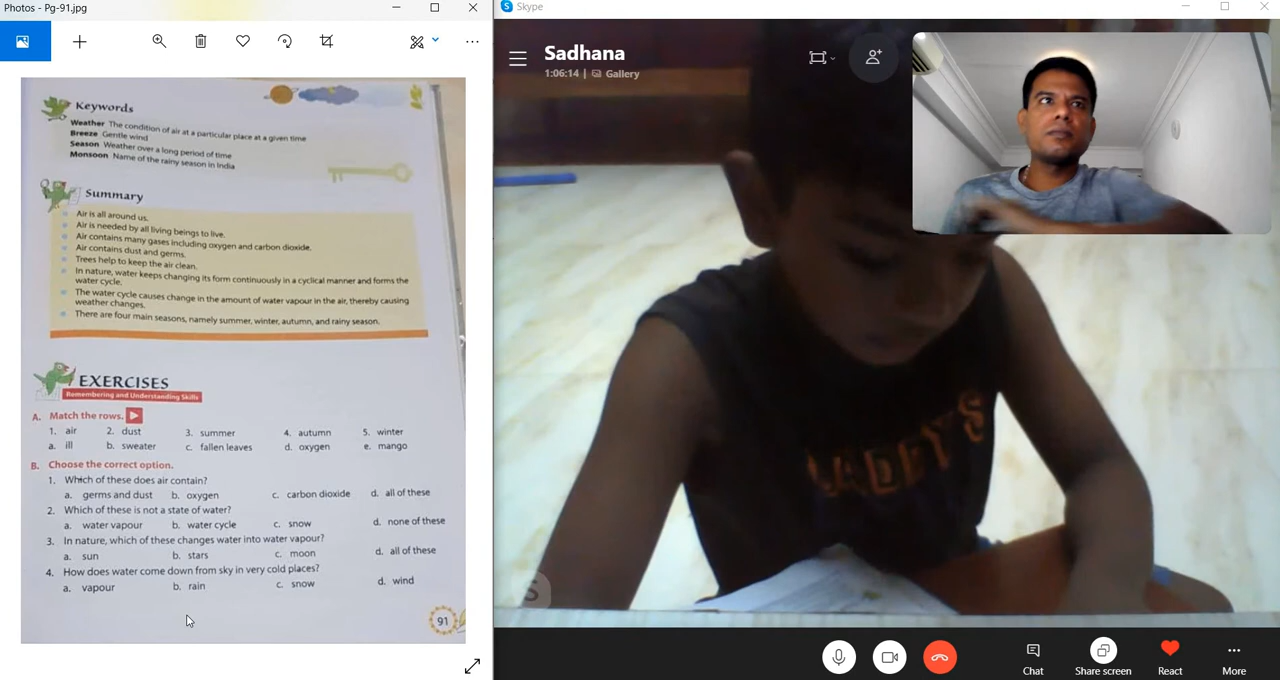 Photos - Pg-91.jpg
Keywords
Weather The condition of air at a particular place at a given time
Breeze Gentle wind
Season Weather over a long period of time
Monsoon Name of the rainy season in India
Summary
Air is all around us.
Air is needed by all living beings to live.
Air contains many gases including oxygen and carbon dioxide.
Air contains dust and germs.
Trees help to keep the air clean.
In nature, water keeps changing its form continuously in a cyclical manner and forms the
water cycle.
The water cycle causes change in the amount of water vapour in the air, thereby causing
weather changes.
There are four main seasons, namely summer, winter, autumn, and rainy season.
EXERCISES
Remembering and Understanding Skills
A. Match the rows.
1. air 2. dust 3. summer 4. autumn 5. winter
a. ill b. sweater c. fallen leaves d. oxygen e. mango
B. Choose the correct option.
1. Which of these does air contain?
a. germs and dust b. oxygen c. carbon dioxide d. all of these
2. Which of these is not a state of water?
a. water vapour b. water cycle c. snow d. none of these
3. In nature, which of these changes water into water vapour?
a. sun b. stars c. moon d. all of these
4. How does water come down from sky in very cold places?
a. vapour b. rain c. snow d. wind
91
Skype
Sadhana
1:06:14 | Gallery
S
Chat
Share screen
React
More